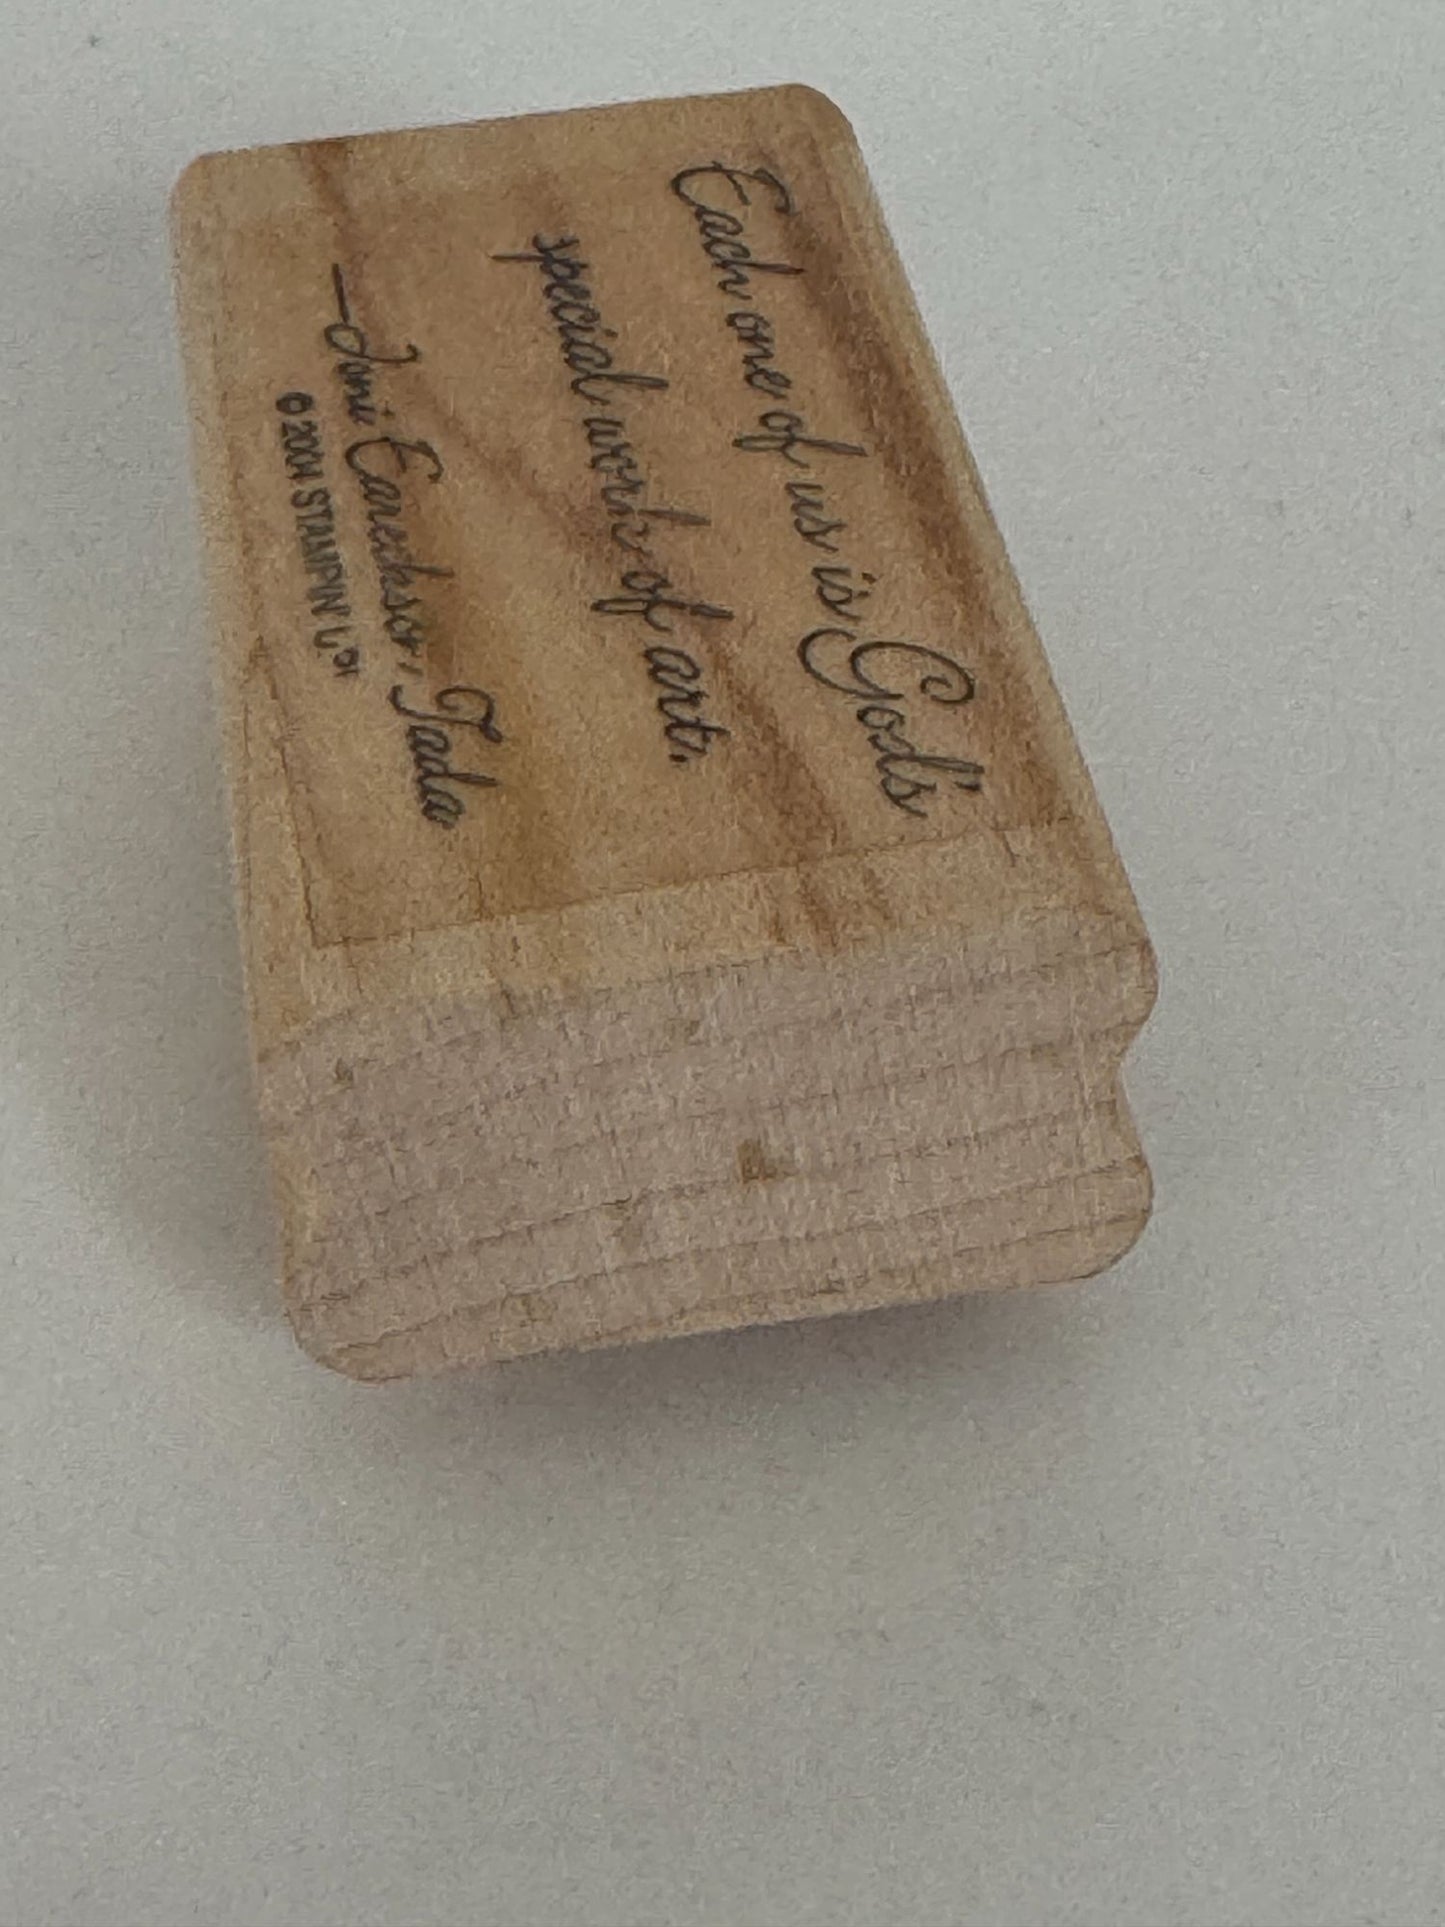 Each one of us is God's
special work of art.
—Joni Eareckson Tada
© 2004 STAMPIN' UP!